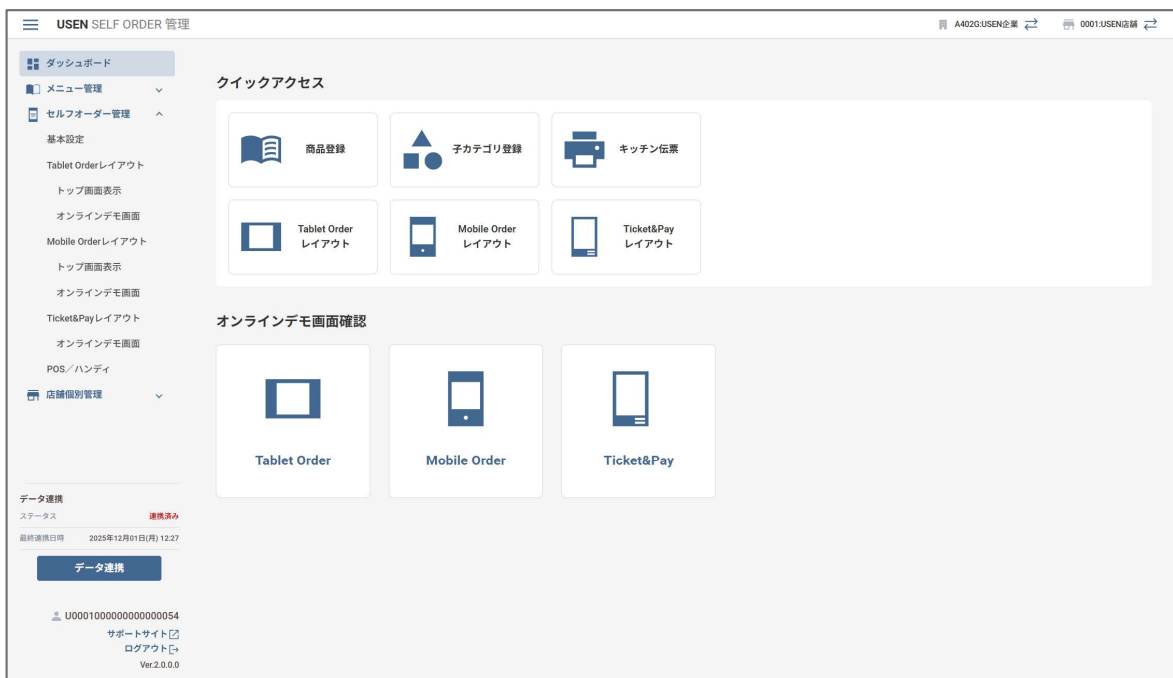 USEN SELF ORDER 管理
A402G:USEN企業
0001:USEN店舗
ダッシュボード
メニュー管理
セルフオーダー管理
基本設定
Tablet Orderレイアウト
トップ画面表示
オンラインデモ画面
Mobile Orderレイアウト
トップ画面表示
オンラインデモ画面
Ticket&Payレイアウト
オンラインデモ画面
POS／ハンディ
店舗個別管理
データ連携
ステータス 連携済み
最終連携日時 2025年12月01日(月) 12:27
データ連携
U0001000000000000054
サポートサイト
ログアウト
Ver.2.0.0.0
クイックアクセス
商品登録
子カテゴリ登録
キッチン伝票
Tablet Order
レイアウト
Mobile Order
レイアウト
Ticket&Pay
レイアウト
オンラインデモ画面確認
Tablet Order
Mobile Order
Ticket&Pay